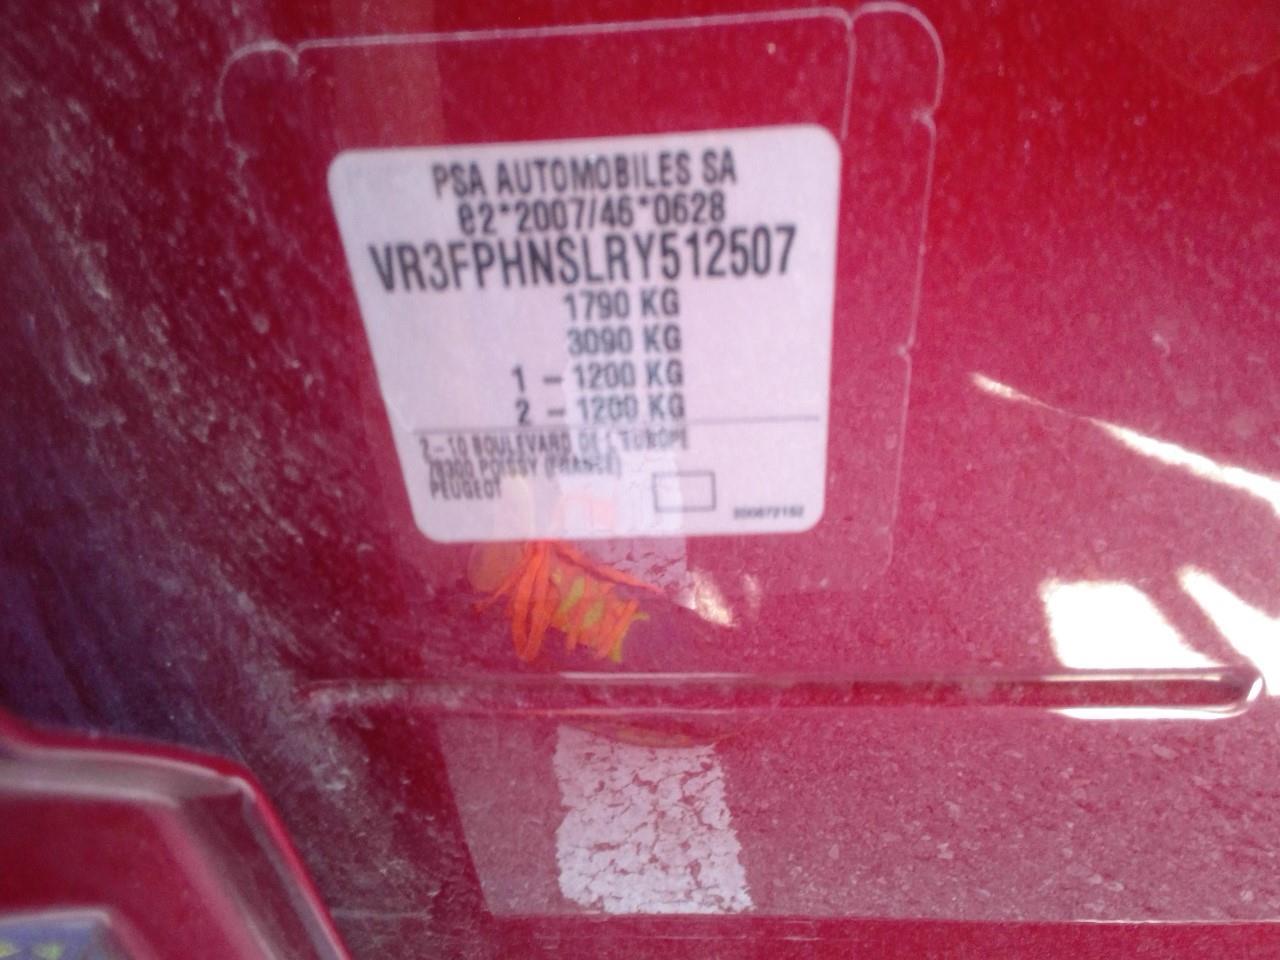 PSA AUTOMOBILES SA
e2*2007/46*0628
VR3FPHNSLRY512507
1790 KG
3090 KG
1 – 1200 KG
2 – 1200 KG
2–10 BOULEVARD DE L'EUROPE
78300 POISSY (FRANCE)
PEUGEOT